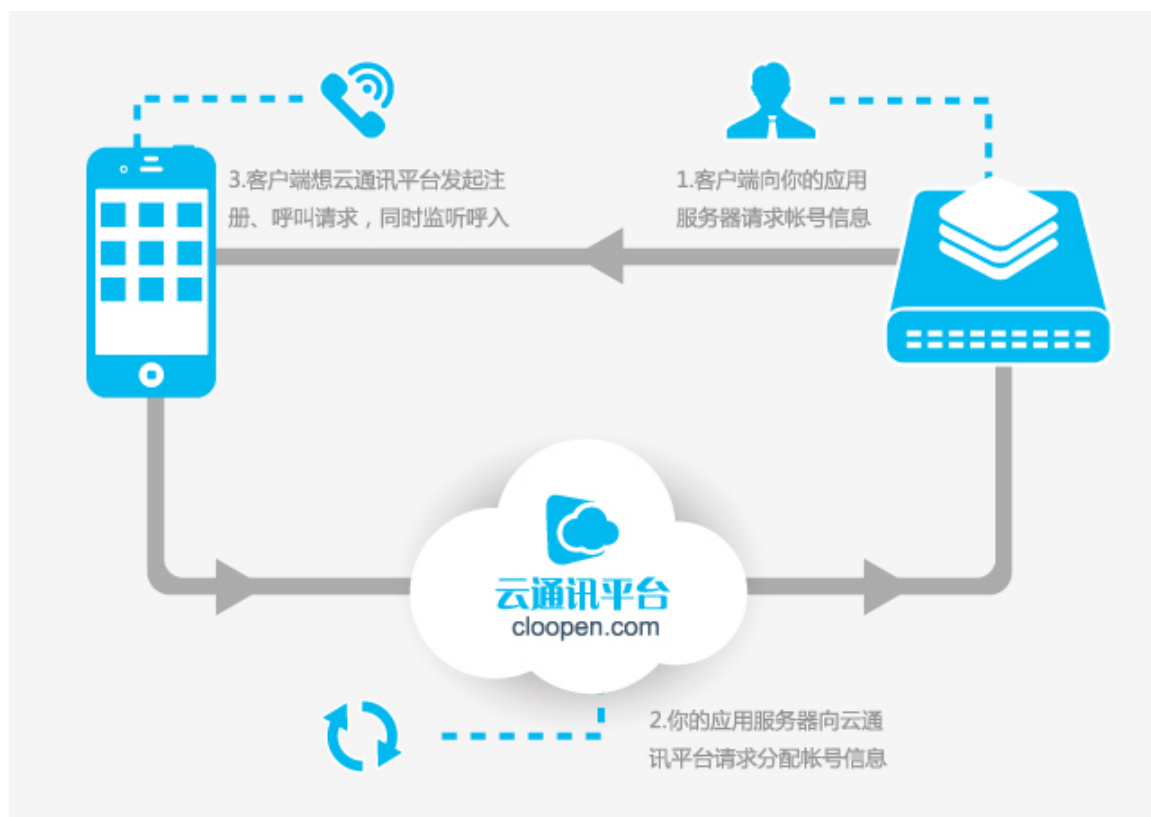 3.客户端想云通讯平台发起注
册、呼叫请求，同时监听呼入
1.客户端向你的应用
服务器请求帐号信息
云通讯平台
cloopen.com
2.你的应用服务器向云通
讯平台请求分配帐号信息